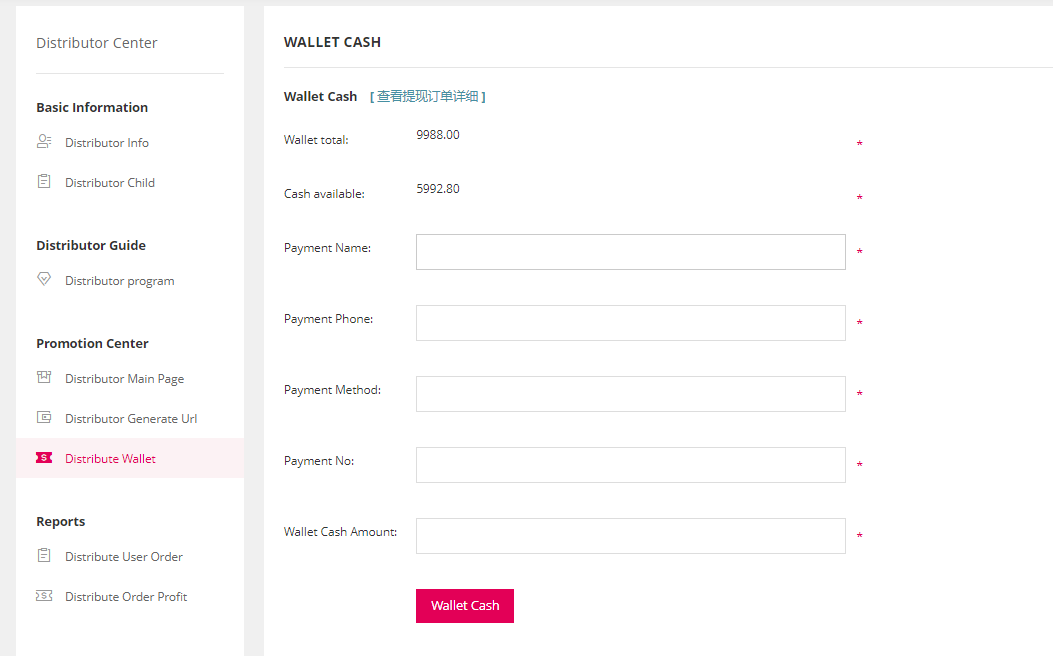 Distributor Center
Basic Information
Distributor Info
Distributor Child
Distributor Guide
Distributor program
Promotion Center
Distributor Main Page
Distributor Generate Url
Distribute Wallet
Reports
Distribute User Order
Distribute Order Profit
WALLET CASH
Wallet Cash [ 查看提现订单详细 ]
Wallet total: 9988.00 *
Cash available: 5992.80 *
Payment Name: *
Payment Phone: *
Payment Method: *
Payment No: *
Wallet Cash Amount: *
Wallet Cash